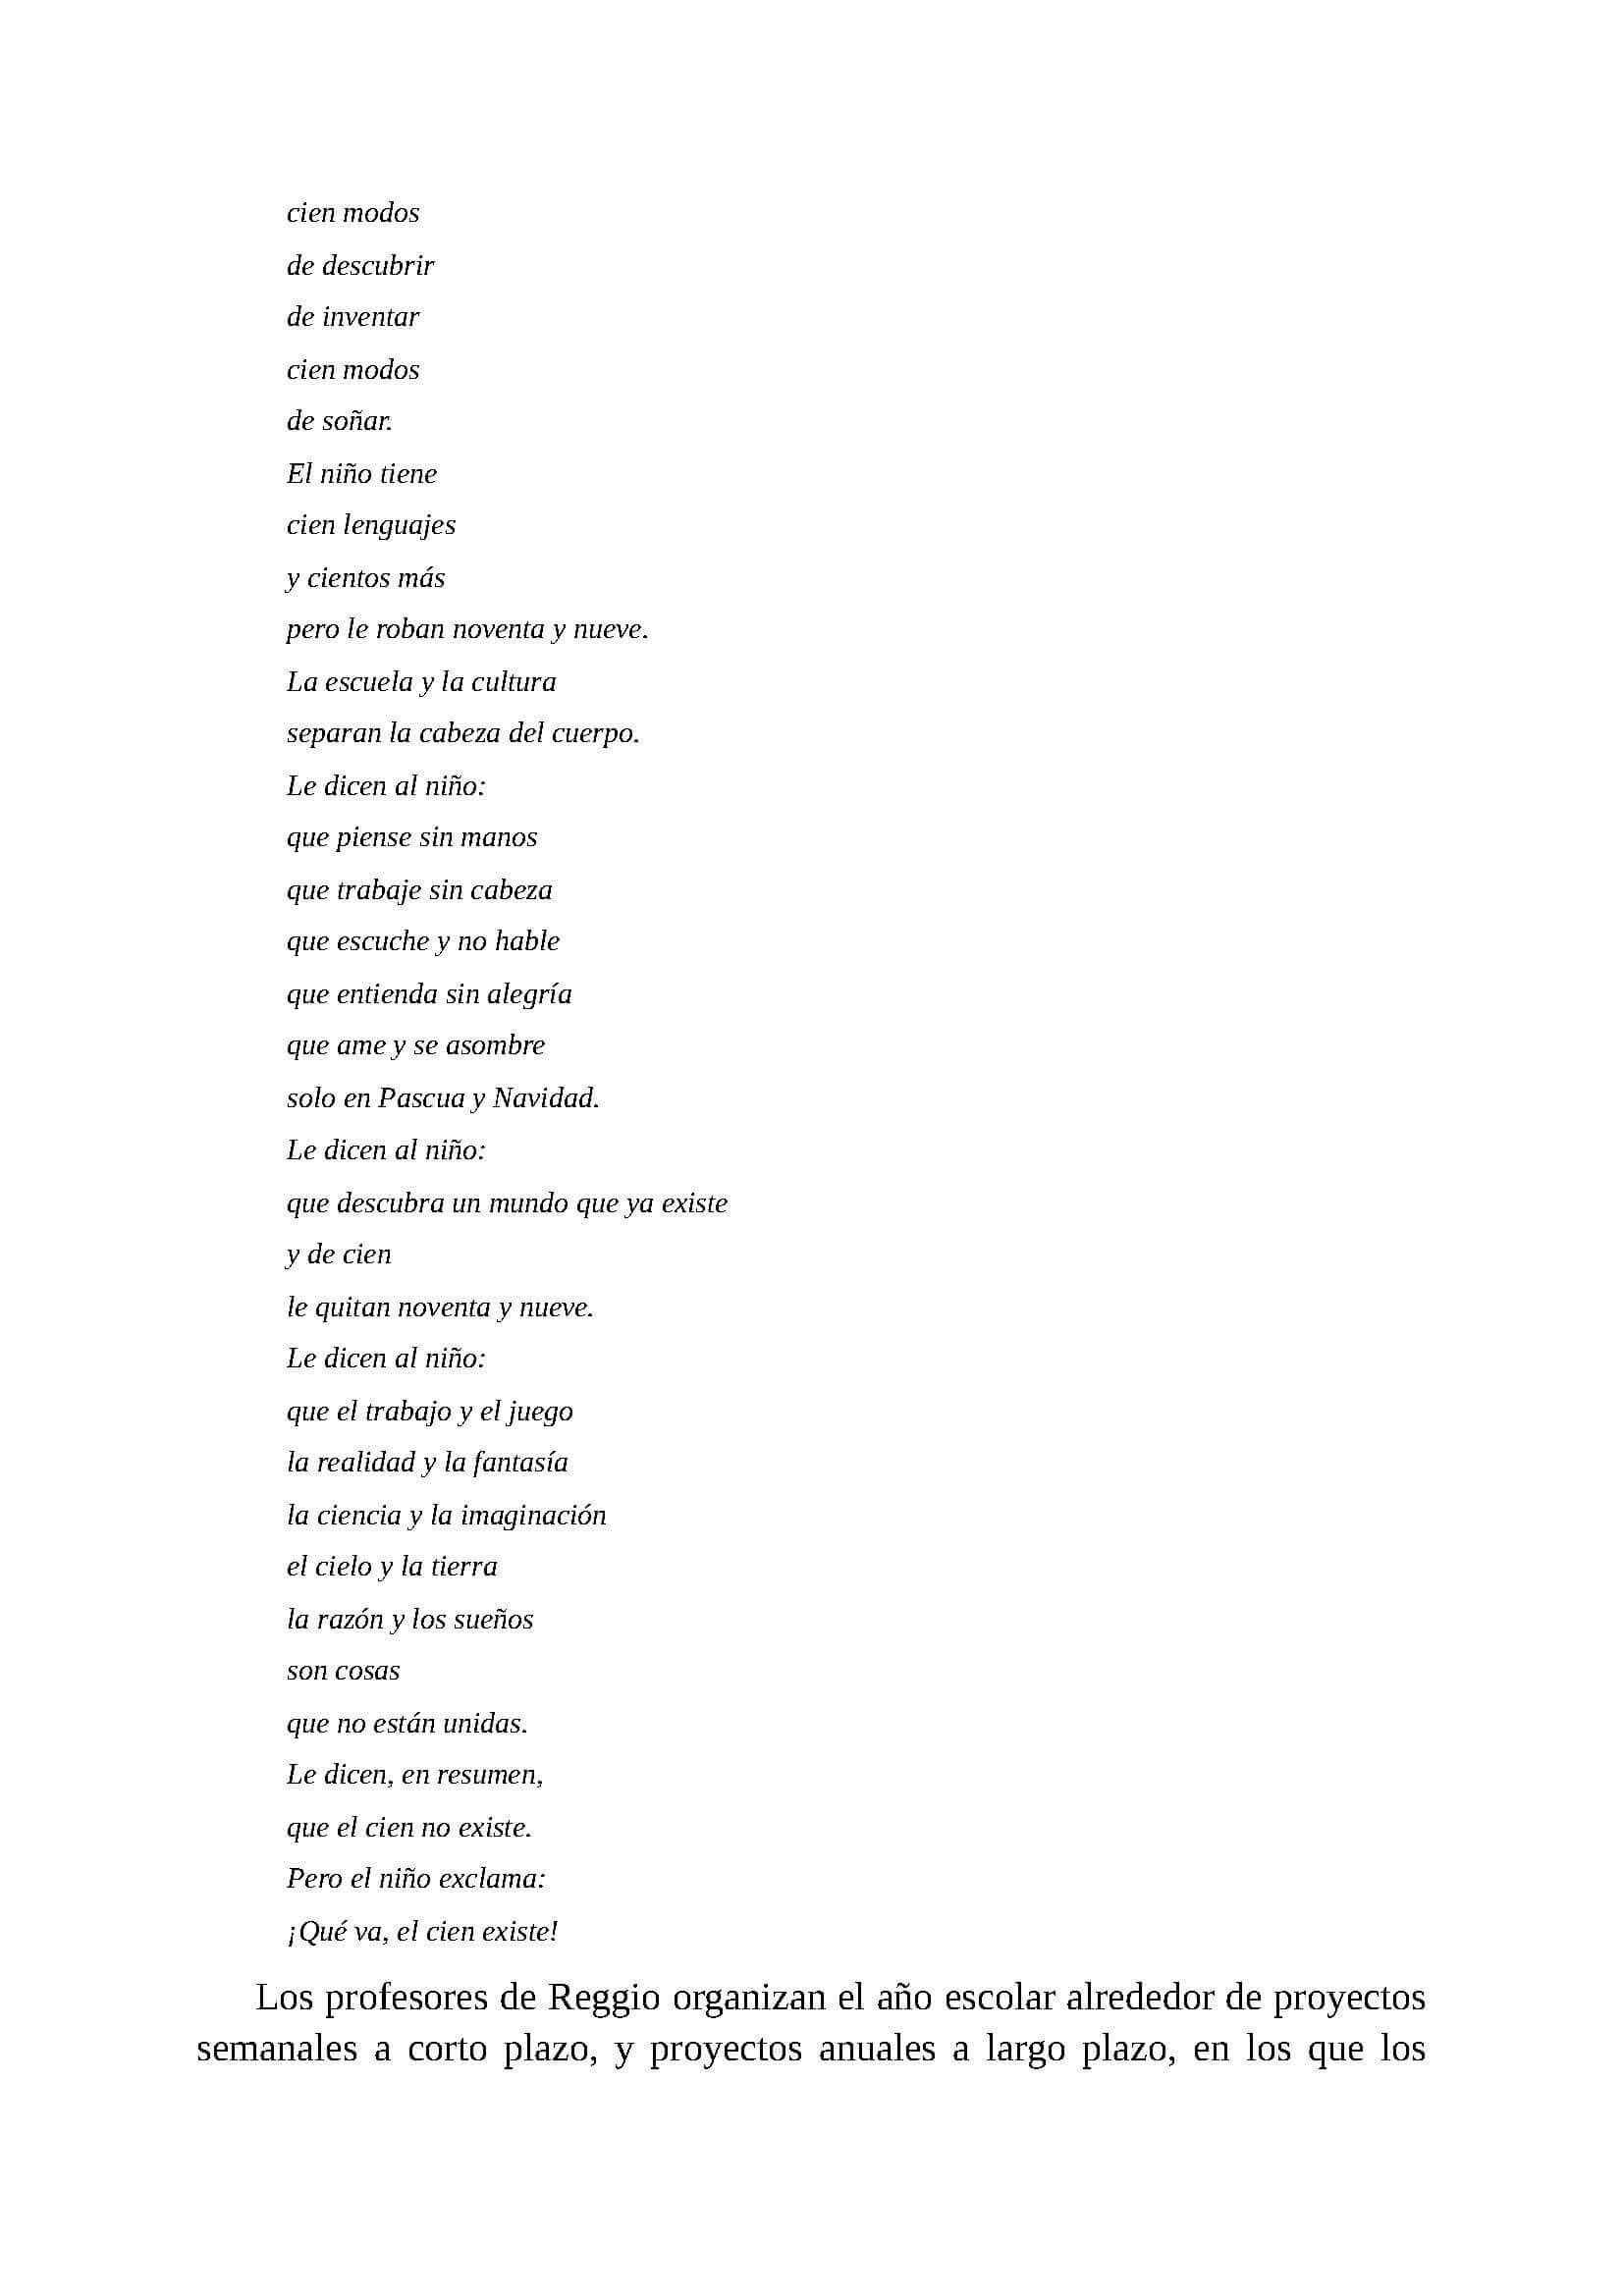 cien modos
de descubrir
de inventar
cien modos
de soñar.
El niño tiene
cien lenguajes
y cientos más
pero le roban noventa y nueve.
La escuela y la cultura
separan la cabeza del cuerpo.
Le dicen al niño:
que piense sin manos
que trabaje sin cabeza
que escuche y no hable
que entienda sin alegría
que ame y se asombre
solo en Pascua y Navidad.
Le dicen al niño:
que descubra un mundo que ya existe
y de cien
le quitan noventa y nueve.
Le dicen al niño:
que el trabajo y el juego
la realidad y la fantasía
la ciencia y la imaginación
el cielo y la tierra
la razón y los sueños
son cosas
que no están unidas.
Le dicen, en resumen,
que el cien no existe.
Pero el niño exclama:
¡Qué va, el cien existe!
Los profesores de Reggio organizan el año escolar alrededor de proyectos
semanales a corto plazo, y proyectos anuales a largo plazo, en los que los